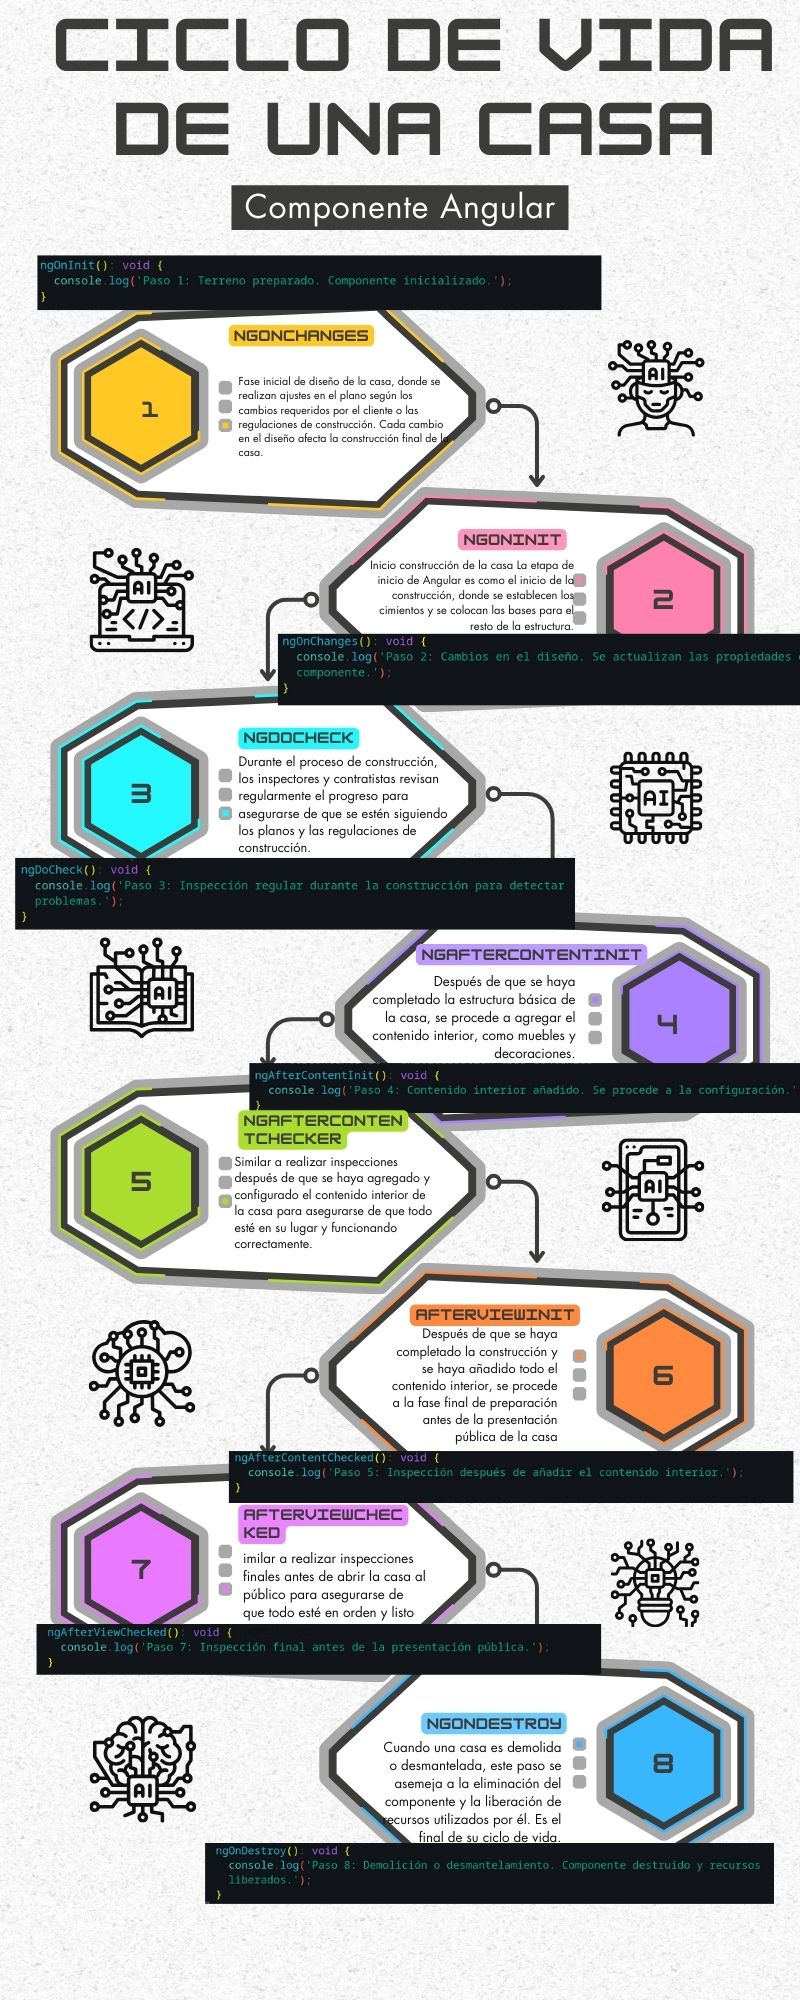 CICLO DE VIDA
DE UNA CASA
Componente Angular
ngOnInit(): void {
console.log('Paso 1: Terreno preparado. Componente inicializado.');
}
NGONCHANGES
1
Fase inicial de diseño de la casa, donde se
realizan ajustes en el plano según los
cambios requeridos por el cliente o las
regulaciones de construcción. Cada cambio
en el diseño afecta la construcción final de la
casa.
AI
NGONINIT
Inicio construcción de la casa La etapa de
inicio de Angular es como el inicio de la
construcción, donde se establecen los
cimientos y se colocan las bases para el
resto de la estructura.
2
AI
</>
ngOnChanges(): void {
console.log('Paso 2: Cambios en el diseño. Se actualizan las propiedades
componente.');
}
NGDOCHECK
3
Durante el proceso de construcción,
los inspectores y contratistas revisan
regularmente el progreso para
asegurarse de que se estén siguiendo
los planos y las regulaciones de
construcción.
AI
ngDoCheck(): void {
console.log('Paso 3: Inspección regular durante la construcción para detectar
problemas.');
}
NGAFTERCONTENTINIT
Después de que se haya
completado la estructura básica de
la casa, se procede a agregar el
contenido interior, como muebles y
decoraciones.
4
AI
ngAfterContentInit(): void {
console.log('Paso 4: Contenido interior añadido. Se procede a la configuración.'
}
NGAFTERCONTEN
TCHECKER
5
Similar a realizar inspecciones
después de que se haya agregado y
configurado el contenido interior de
la casa para asegurarse de que todo
esté en su lugar y funcionando
correctamente.
AI
AFTERVIEWINIT
Después de que se haya
completado la construcción y
se haya añadido todo el
contenido interior, se procede
a la fase final de preparación
antes de la presentación
pública de la casa
6
ngAfterContentChecked(): void {
console.log('Paso 5: Inspección después de añadir el contenido interior.');
}
AFTERVIEWCHEC
KED
7
imilar a realizar inspecciones
finales antes de abrir la casa al
público para asegurarse de
que todo esté en orden y listo
ngAfterViewChecked(): void {
console.log('Paso 7: Inspección final antes de la presentación pública.');
}
NGONDESTROY
Cuando una casa es demolida
o desmantelada, este paso se
asemeja a la eliminación del
componente y la liberación de
recursos utilizados por él. Es el
final de su ciclo de vida.
8
AI
ngOnDestroy(): void {
console.log('Paso 8: Demolición o desmantelamiento. Componente destruido y recursos
liberados.');
}